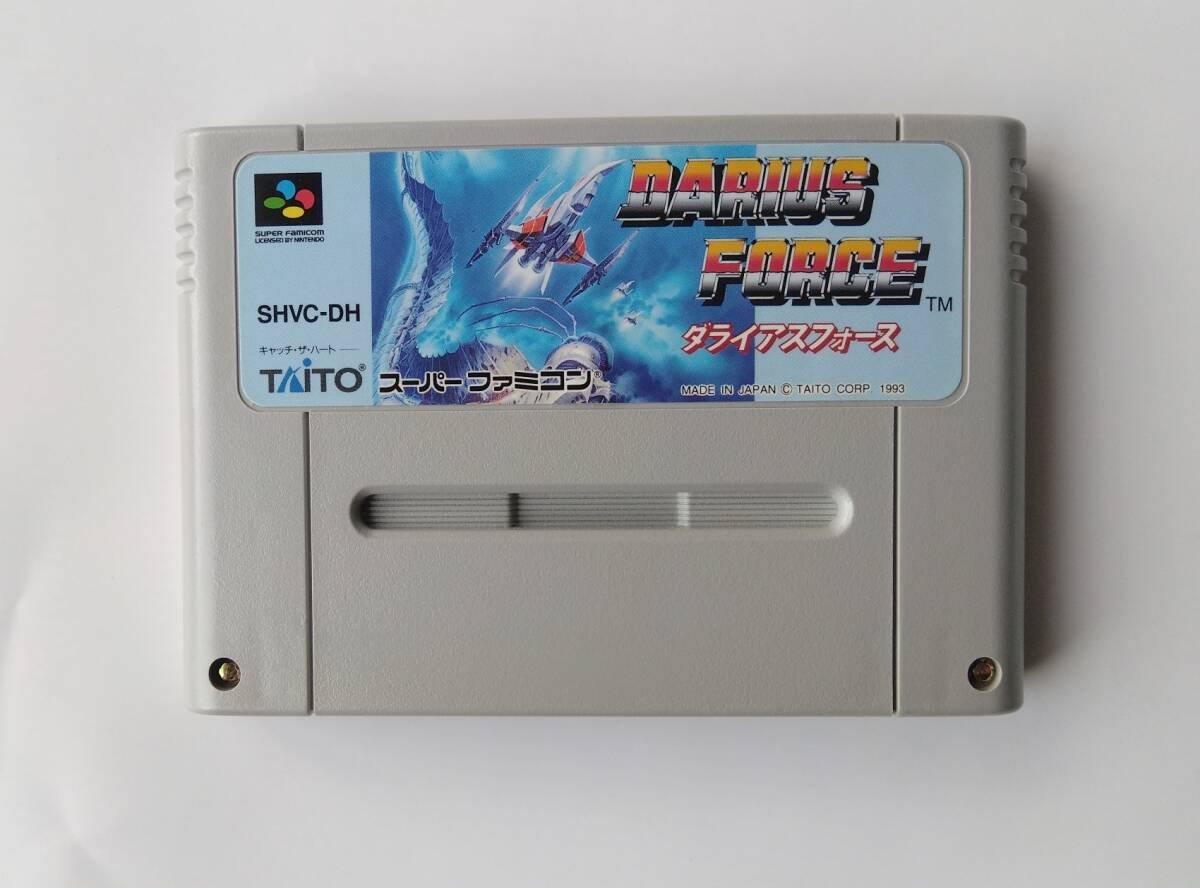 SUPER FAMICOM
LICENSED BY NINTENDO
SHVC-DH
キャッチ・ザ・ハート
TAITO®
スーパーファミコン®
DARIUS
FORCE™
ダライアスフォース
MADE IN JAPAN © TAITO CORP. 1993